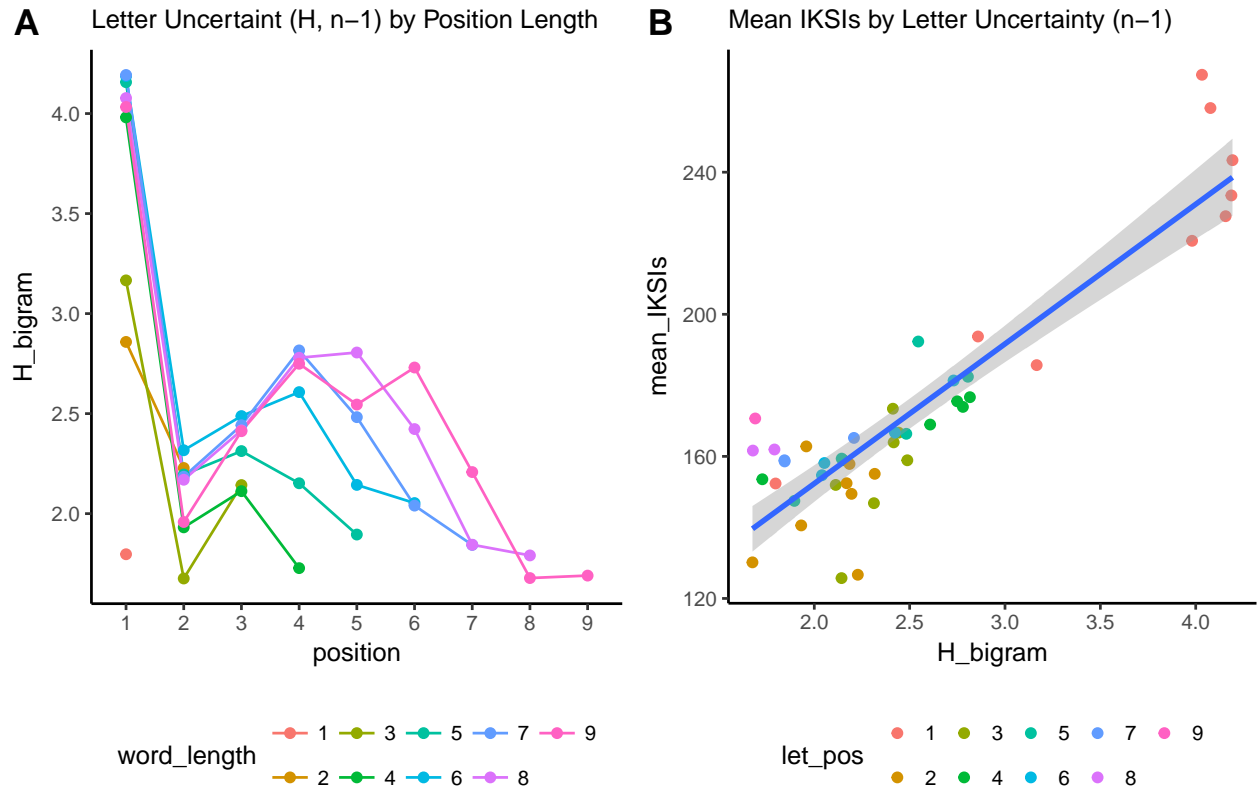 A Letter Uncertaint (H, n−1) by Position Length
4.0
3.5
3.0
2.5
2.0
H_bigram
1 2 3 4 5 6 7 8 9
position
word_length
1 3 5 7 9
2 4 6 8
B Mean IKSIs by Letter Uncertainty (n−1)
240
200
160
120
mean_IKSIs
2.0 2.5 3.0 3.5 4.0
H_bigram
let_pos
1 3 5 7 9
2 4 6 8